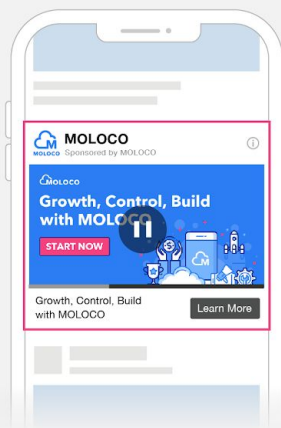 MOLOCO
MOLOCO
Sponsored by MOLOCO
MOLOCO
Growth, Control, Build
with MOLOCO
START NOW
Growth, Control, Build
with MOLOCO
Learn More